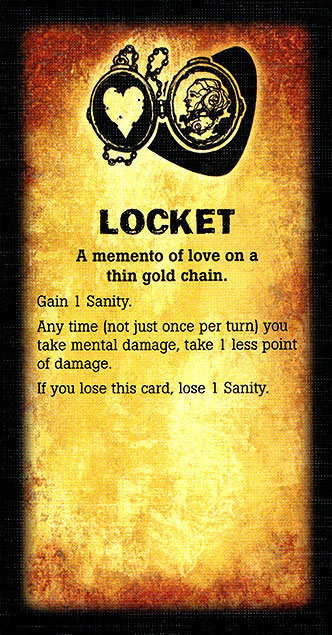 LOCKET
A memento of love on a
thin gold chain.
Gain 1 Sanity.
Any time (not just once per turn) you
take mental damage, take 1 less point
of damage.
If you lose this card, lose 1 Sanity.